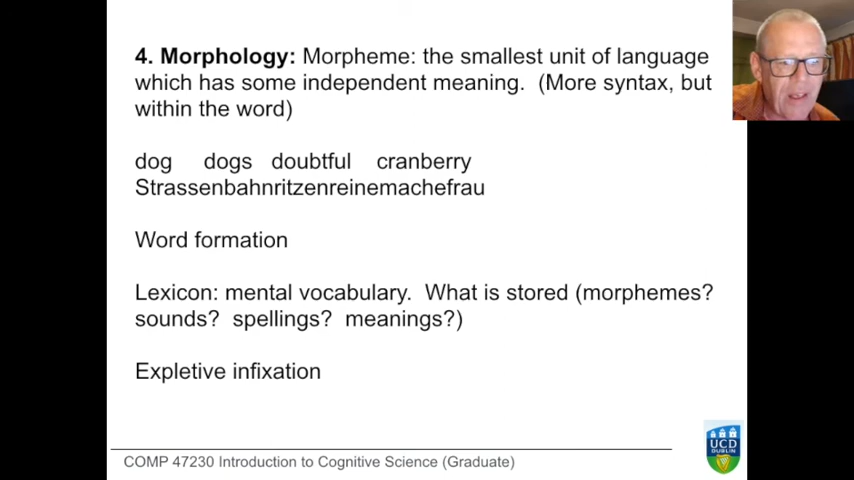 4. Morphology: Morpheme: the smallest unit of language
which has some independent meaning. (More syntax, but
within the word)
dog dogs doubtful cranberry
Strassenbahnritzenreinemachefrau
Word formation
Lexicon: mental vocabulary. What is stored (morphemes?
sounds? spellings? meanings?)
Expletive infixation
COMP 47230 Introduction to Cognitive Science (Graduate)
UCD
DUBLIN